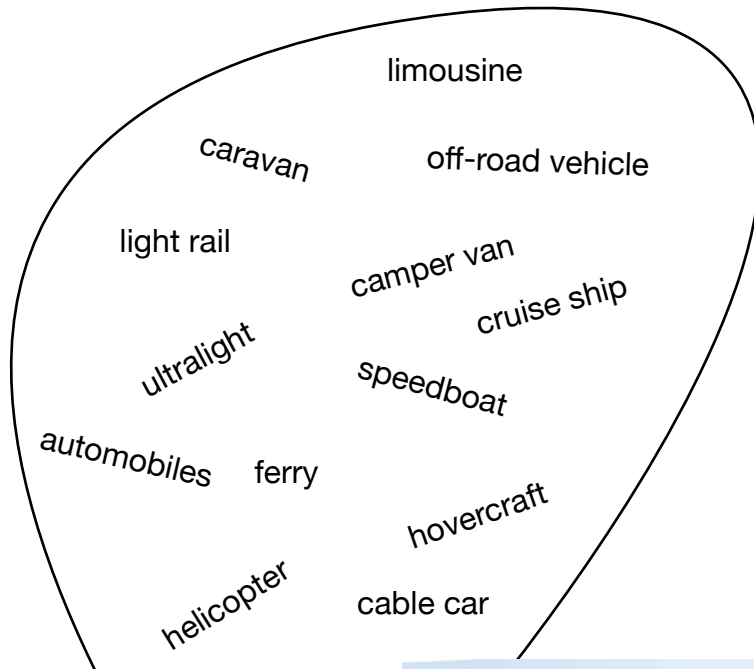 limousine
caravan
off-road vehicle
light rail
camper van
cruise ship
ultralight
speedboat
automobiles
ferry
hovercraft
helicopter
cable car